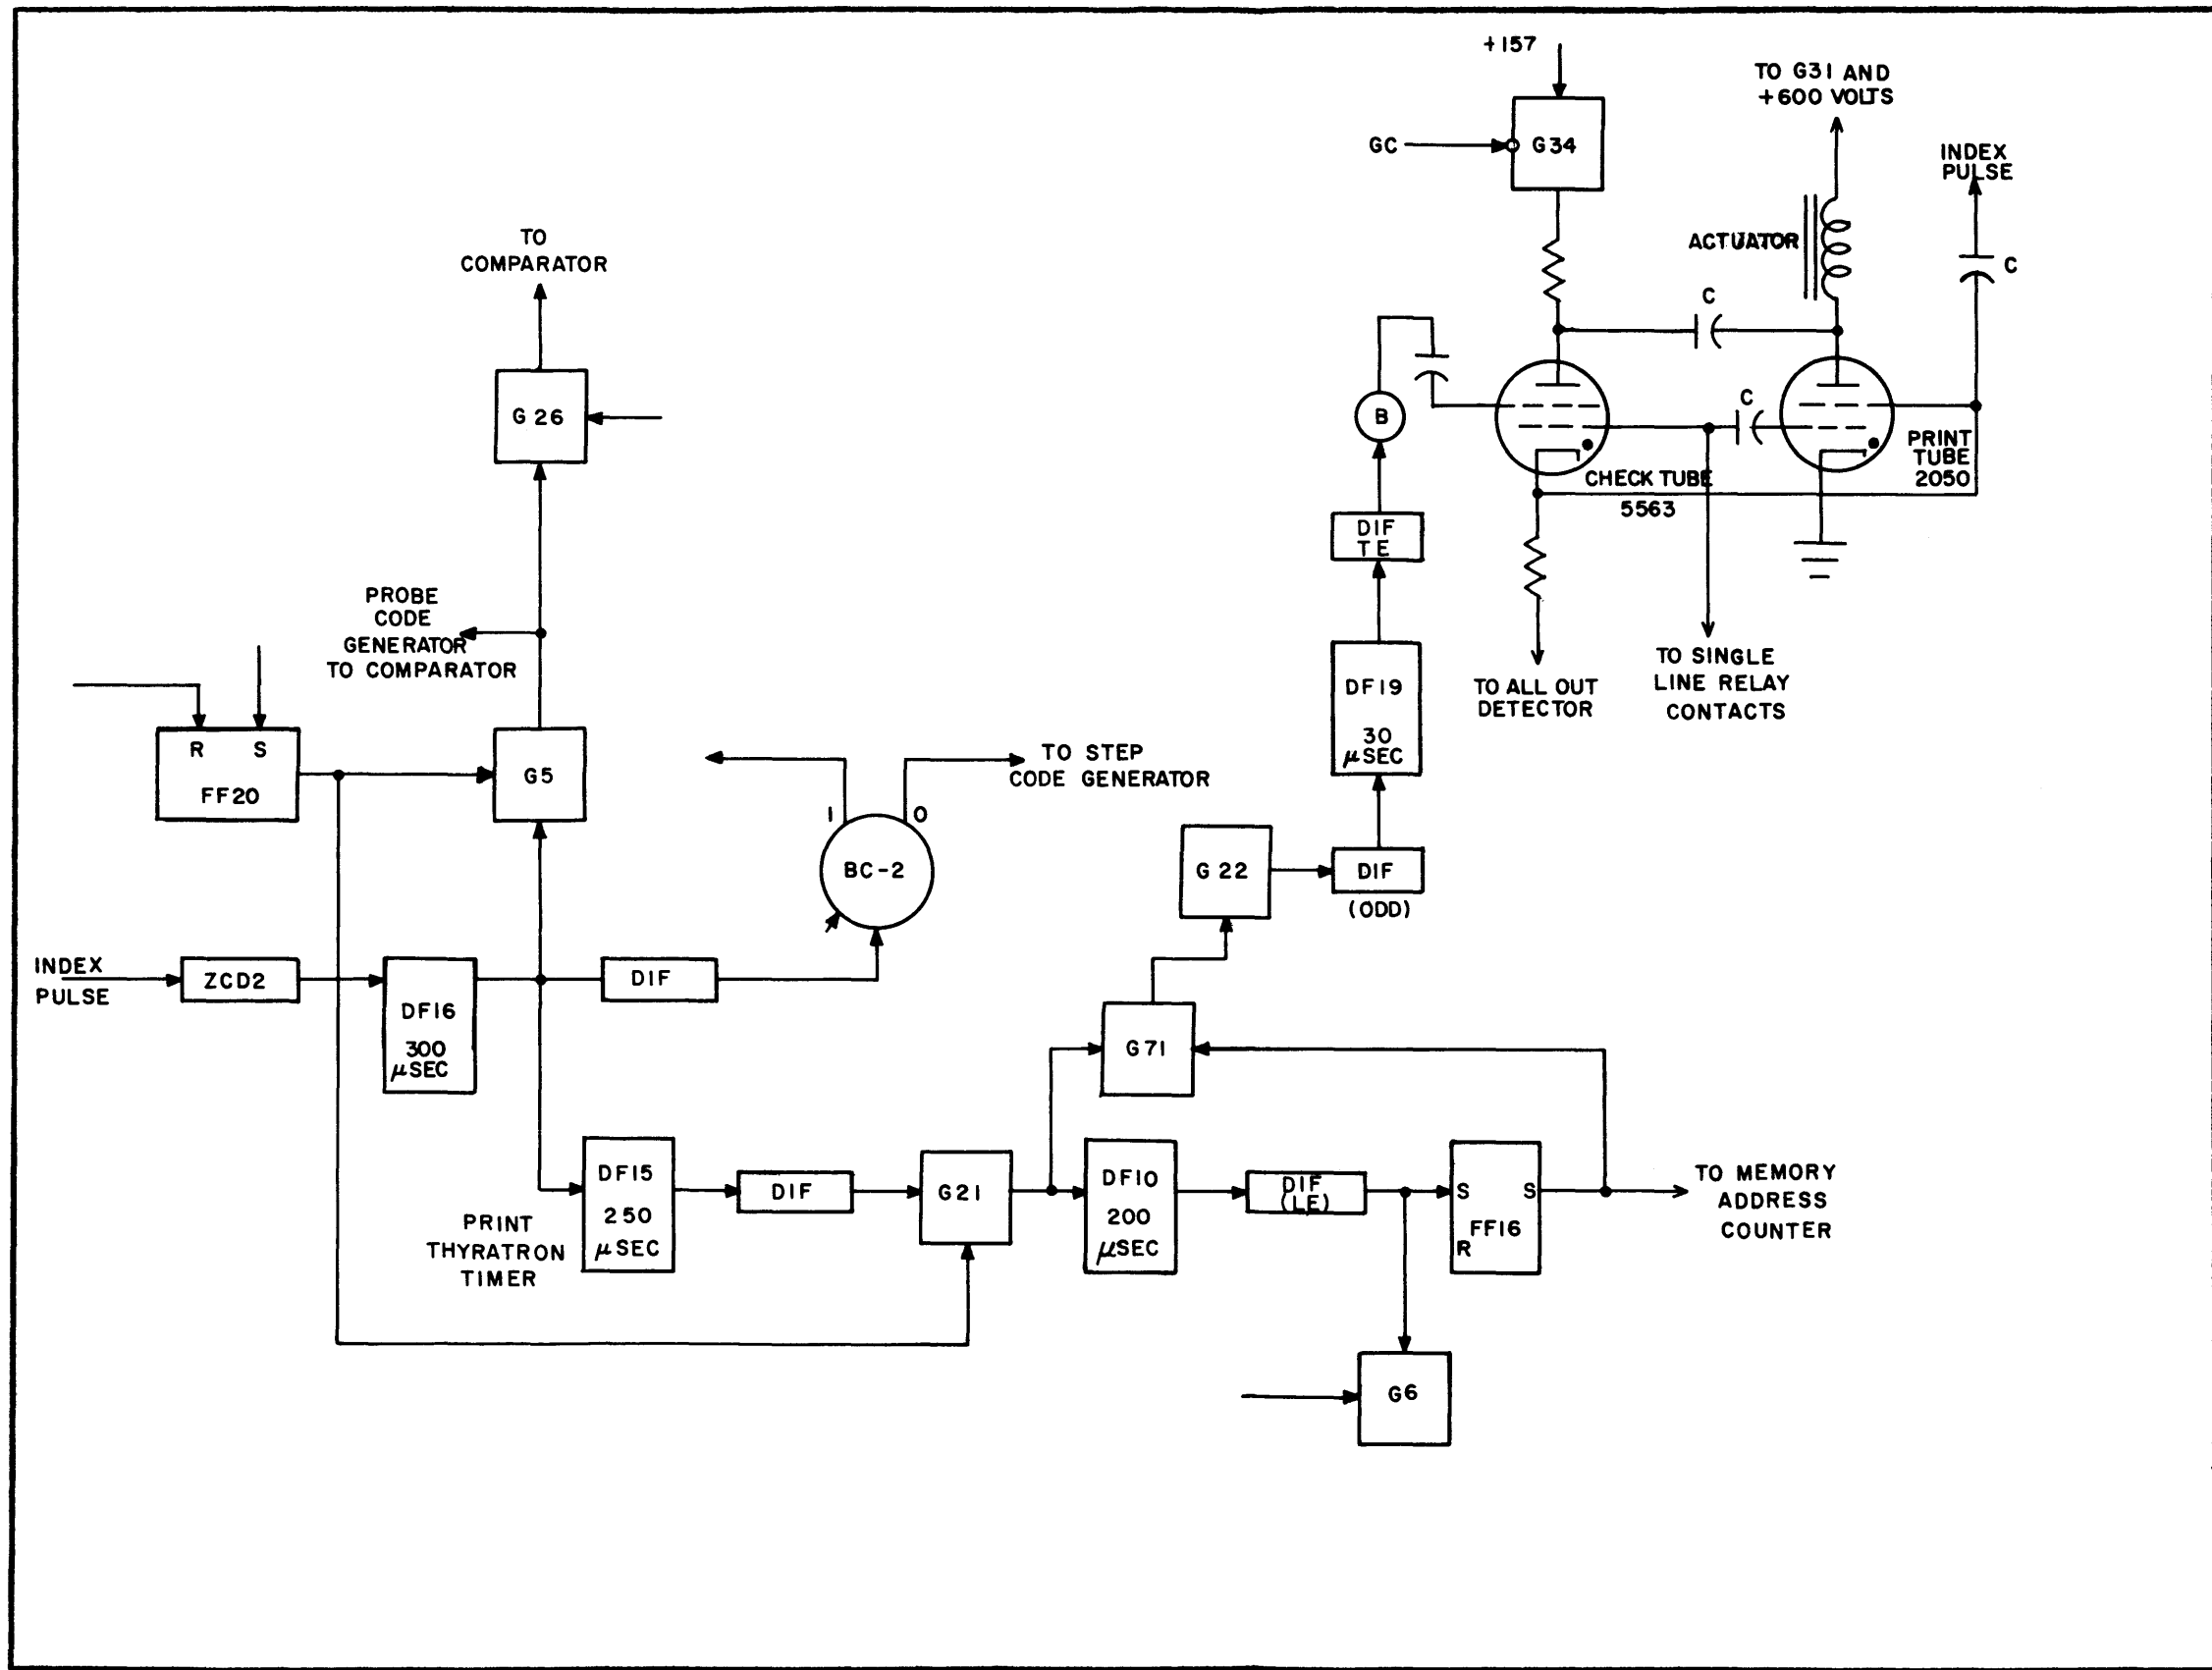 +157
TO G31 AND
+600 VOLTS
GC
G34
INDEX
PULSE
ACTUATOR
C
C
TO
COMPARATOR
G 26
B
C
PRINT
TUBE
2050
CHECK TUBE
5563
DIF
TE
PROBE
CODE
GENERATOR
TO COMPARATOR
DF19
30
μSEC
TO ALL OUT
DETECTOR
TO SINGLE
LINE RELAY
CONTACTS
R S
FF20
G5
TO STEP
CODE GENERATOR
1 0
BC-2
G 22
DIF
(ODD)
INDEX
PULSE
ZCD2
DF16
300
μSEC
DIF
G71
DF15
250
μSEC
PRINT
THYRATRON
TIMER
DIF
G21
DF10
200
μSEC
DIF
(LE)
S S
FF16
R
TO MEMORY
ADDRESS
COUNTER
G6